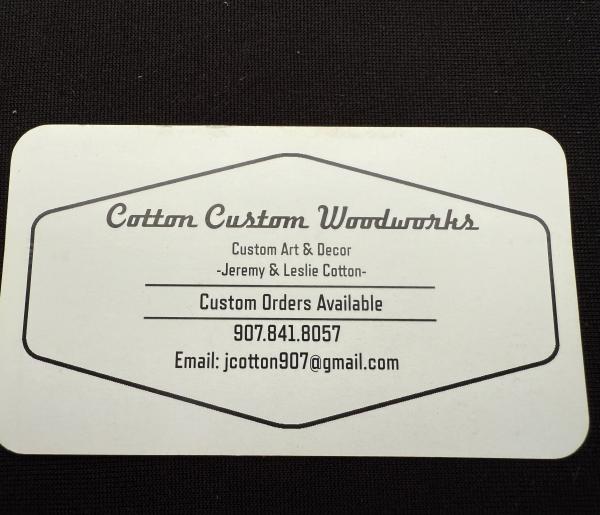 Cotton Custom Woodworks
Custom Art & Decor
-Jeremy & Leslie Cotton-
Custom Orders Available
907.841.8057
Email: jcotton907@gmail.com